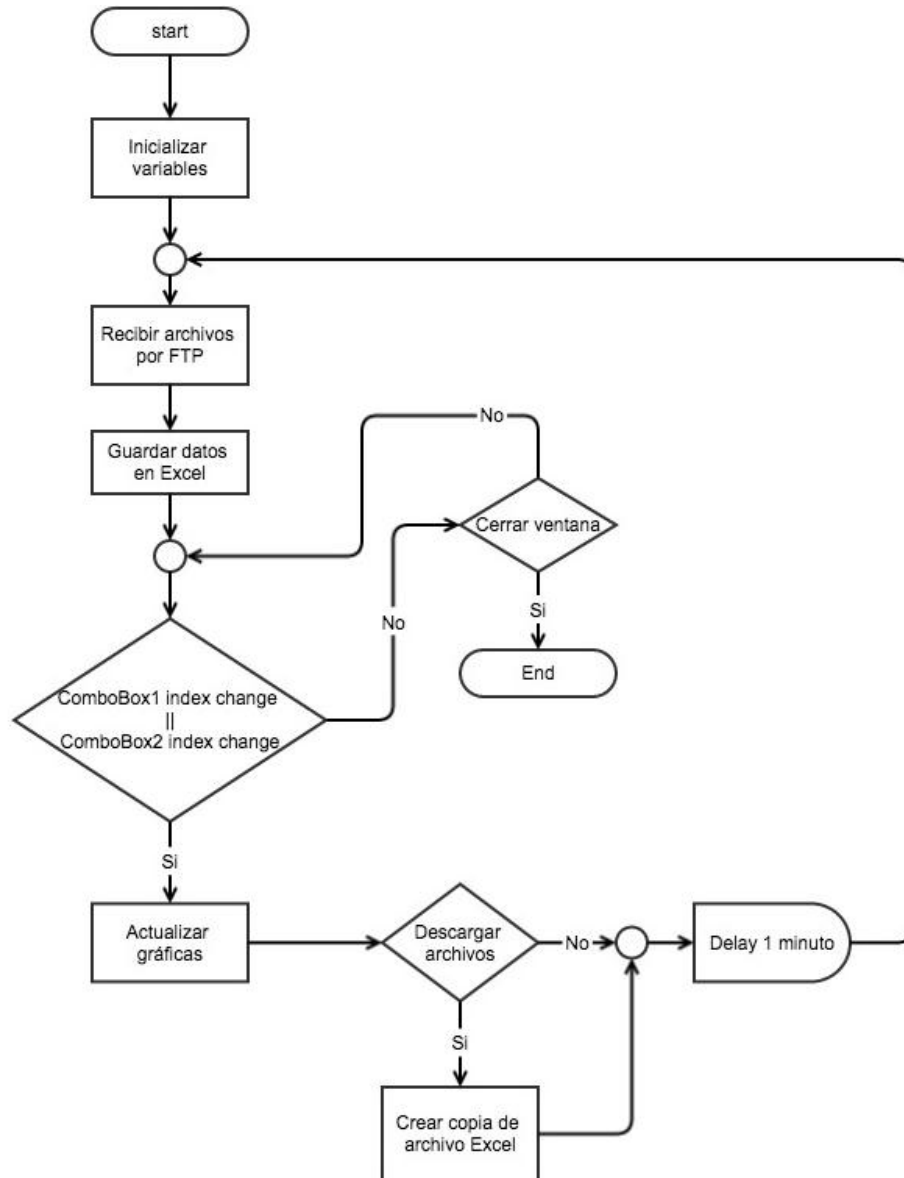 start
Inicializar
variables
Recibir archivos
por FTP
Guardar datos
en Excel
No
Cerrar ventana
Si
End
No
ComboBox1 index change
||
ComboBox2 index change
Si
Actualizar
gráficas
Descargar
archivos
No
Delay 1 minuto
Si
Crear copia de
archivo Excel